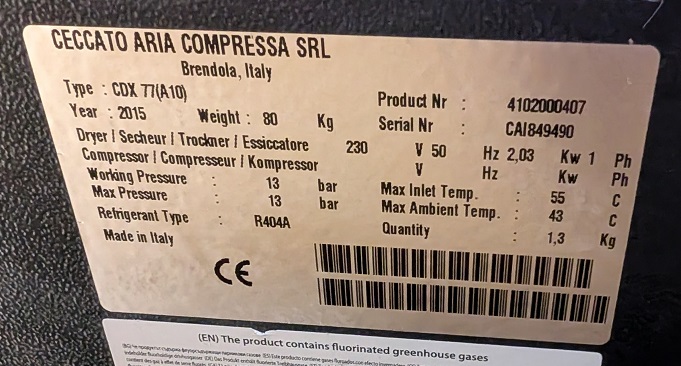 CECCATO ARIA COMPRESSA SRL
Brendola, Italy
Type : CDX 77(A10)
Product Nr : 4102000407
Year : 2015 Weight : 80 Kg
Serial Nr : CAI849490
Dryer / Secheur / Trockner / Essiccatore 230 V 50 Hz 2,03 Kw 1 Ph
Compressor / Compresseur / Kompressor V Hz Kw Ph
Working Pressure : 13 bar
Max Inlet Temp. : 55 C
Max Pressure : 13 bar
Max Ambient Temp. : 43 C
Refrigerant Type : R404A
Quantity : 1,3 Kg
Made in Italy
CE
(EN) The product contains fluorinated greenhouse gases